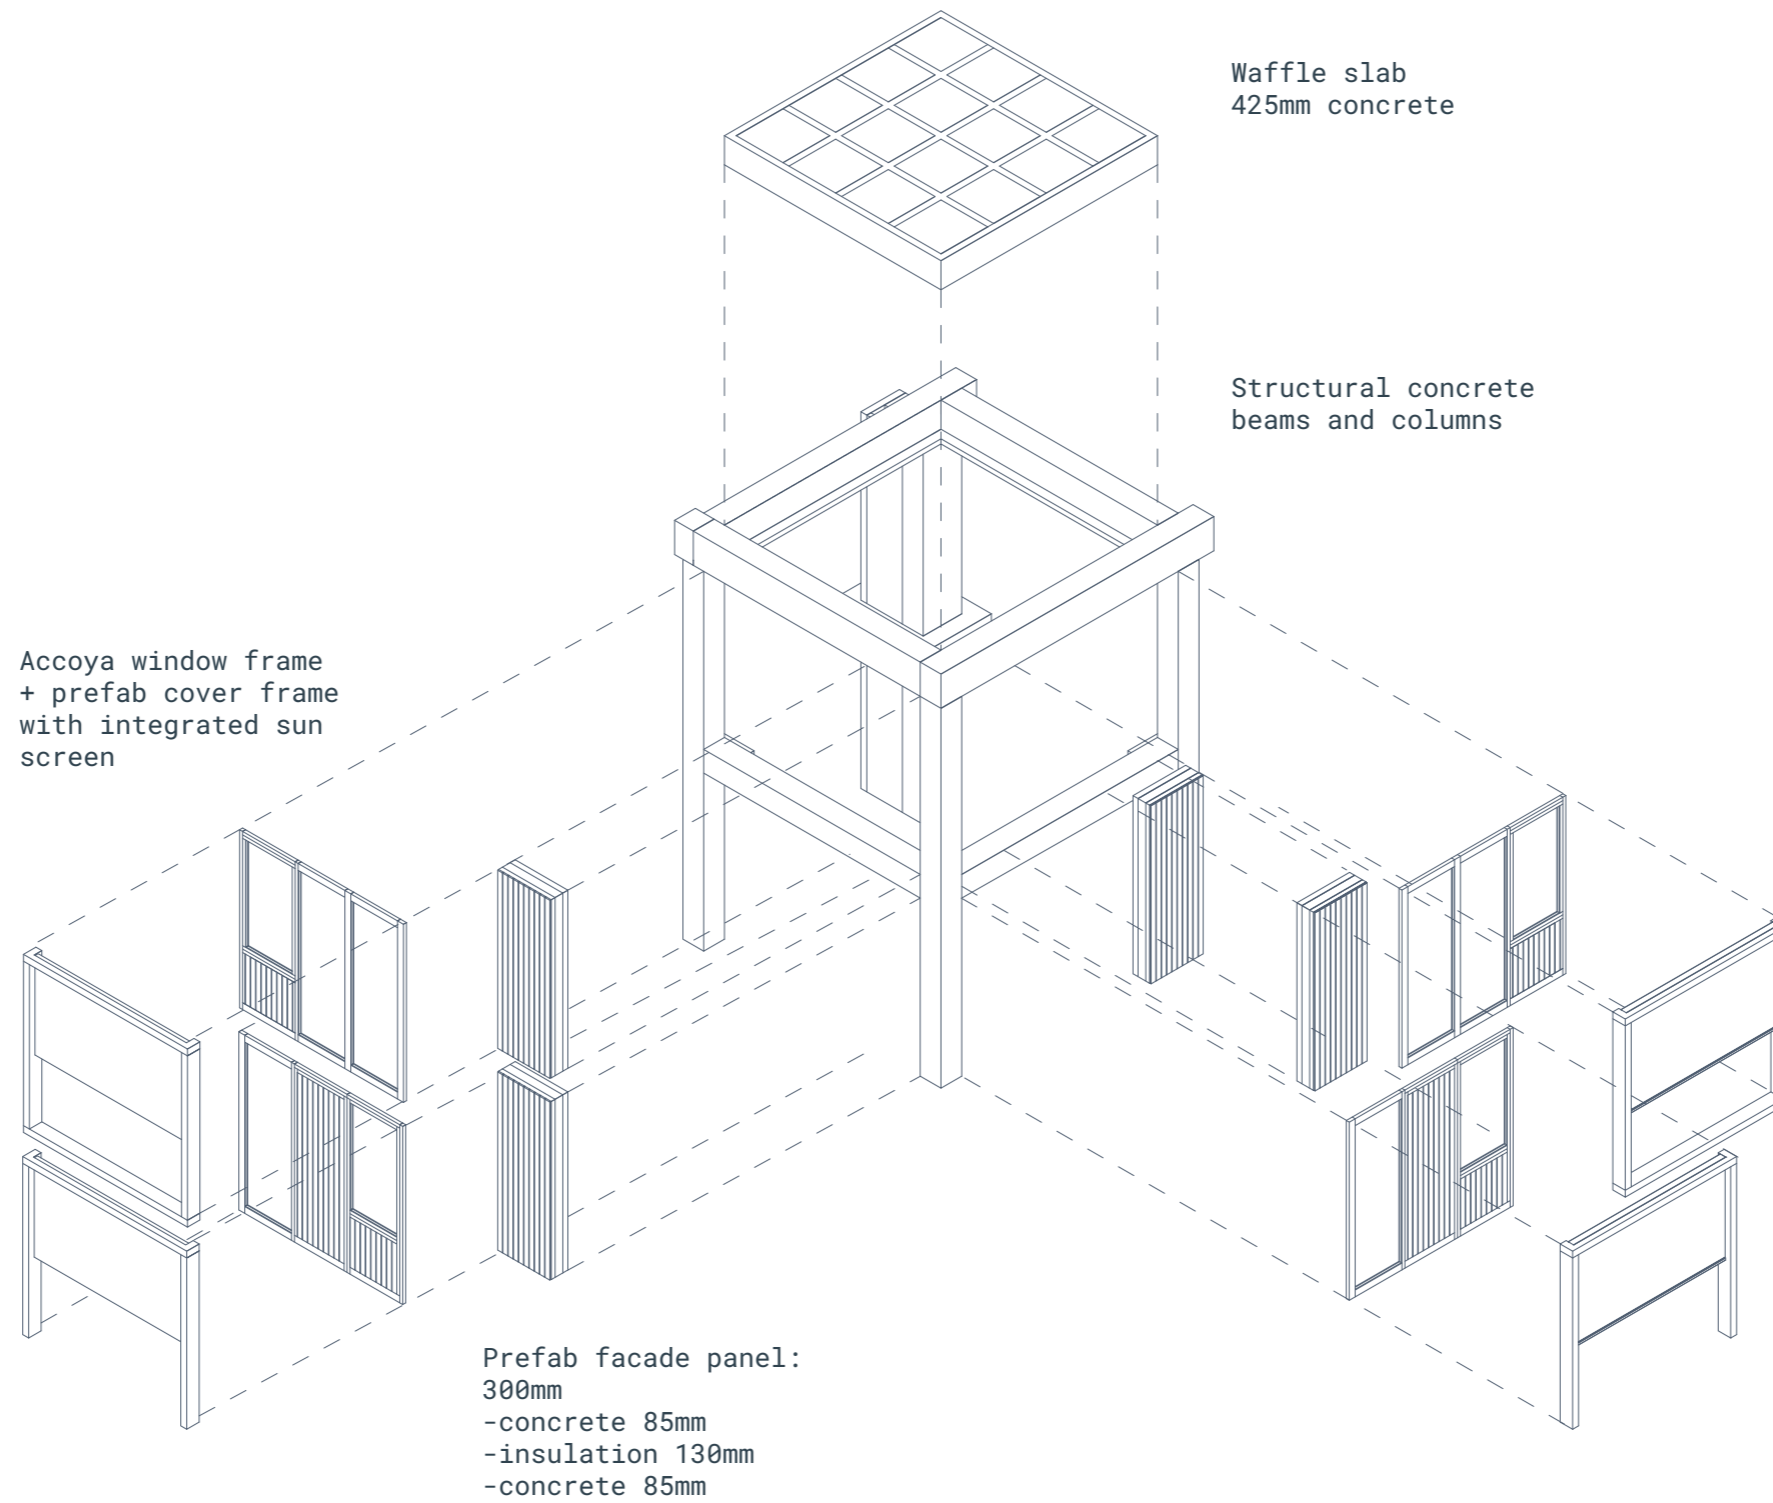 Waffle slab
425mm concrete
Structural concrete
beams and columns
Accoya window frame
+ prefab cover frame
with integrated sun
screen
Prefab facade panel:
300mm
-concrete 85mm
-insulation 130mm
-concrete 85mm